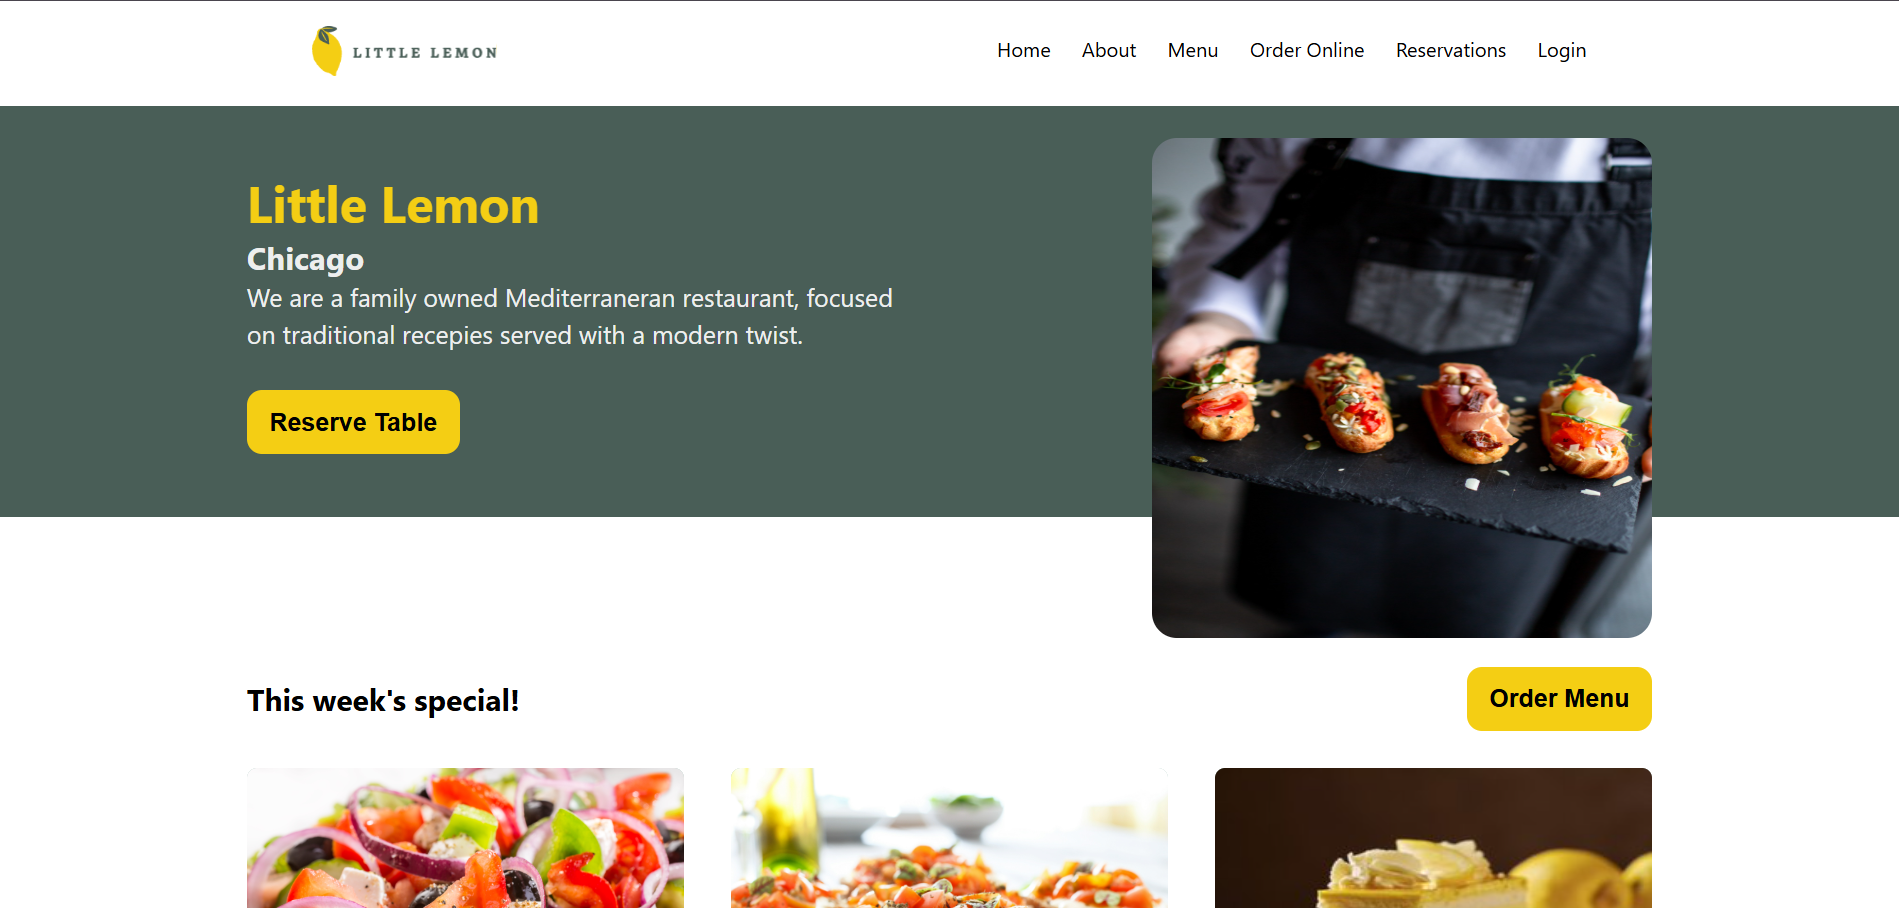 LITTLE LEMON
Home About Menu Order Online Reservations Login
Little Lemon
Chicago
We are a family owned Mediterraneran restaurant, focused
on traditional recepies served with a modern twist.
Reserve Table
This week's special!
Order Menu